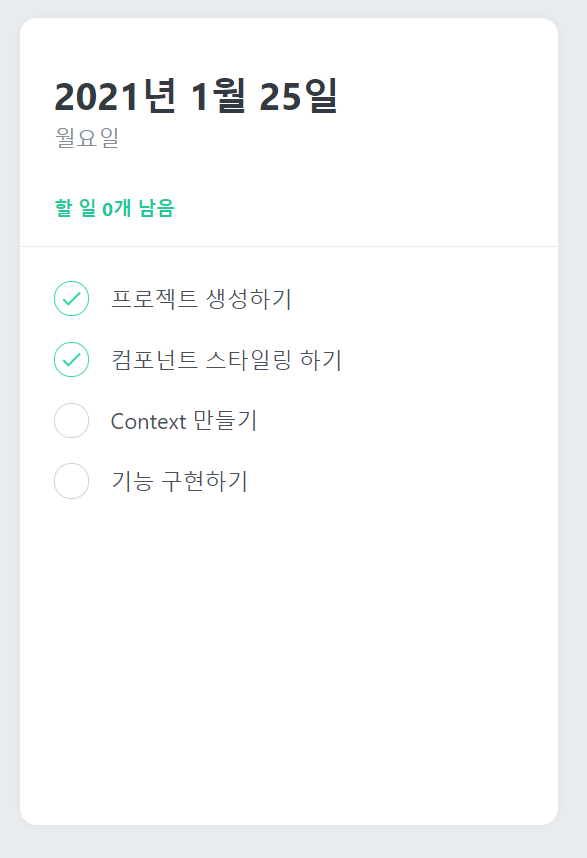 2021년 1월 25일
월요일
할 일 0개 남음
프로젝트 생성하기
컴포넌트 스타일링 하기
Context 만들기
기능 구현하기